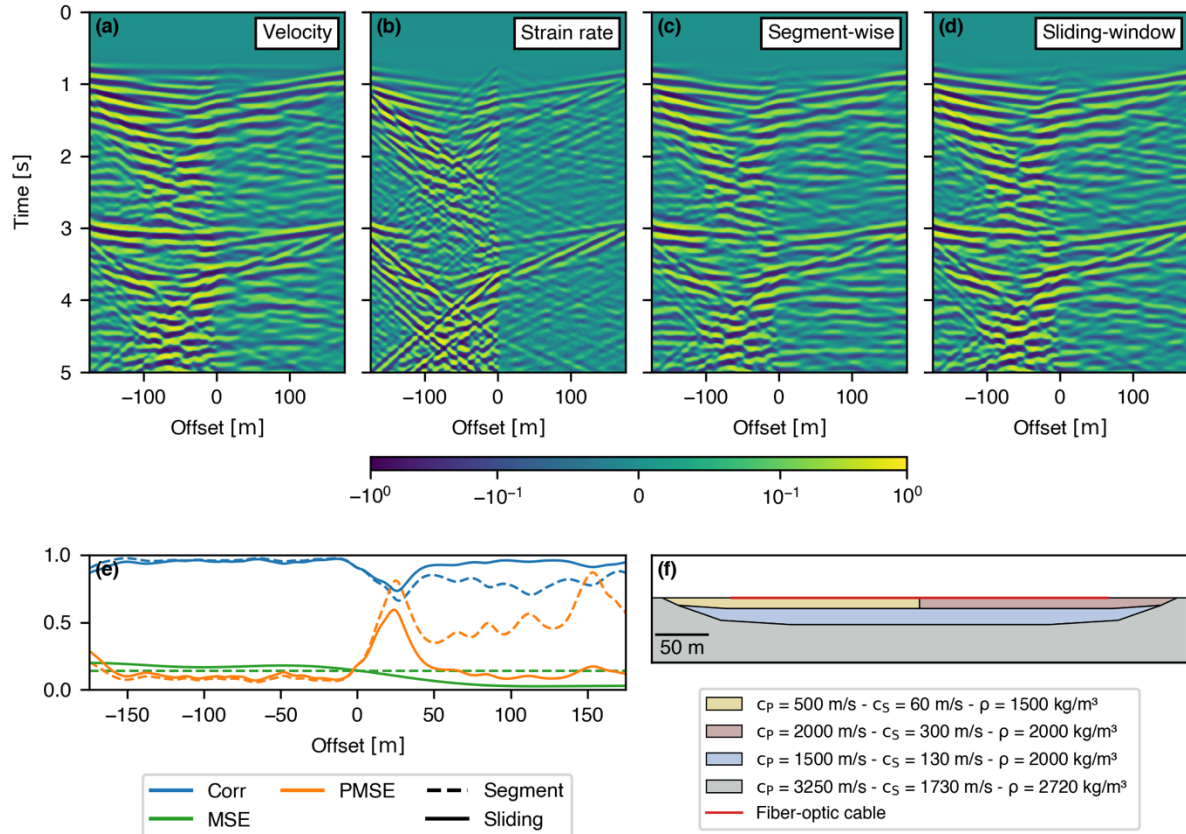 (a) Velocity (b) Strain rate (c) Segment-wise (d) Sliding-window
0
1
2
3
4
5
Time [s]
−100 0 100 −100 0 100 −100 0 100 −100 0 100
Offset [m] Offset [m] Offset [m] Offset [m]
−10⁰ −10⁻¹ 0 10⁻¹ 10⁰
(e)
1.0
0.5
0.0
−150 −100 −50 0 50 100 150
Offset [m]
Corr PMSE Segment
MSE Sliding
(f)
50 m
cP = 500 m/s - cS = 60 m/s - ρ = 1500 kg/m³
cP = 2000 m/s - cS = 300 m/s - ρ = 2000 kg/m³
cP = 1500 m/s - cS = 130 m/s - ρ = 2000 kg/m³
cP = 3250 m/s - cS = 1730 m/s - ρ = 2720 kg/m³
Fiber-optic cable